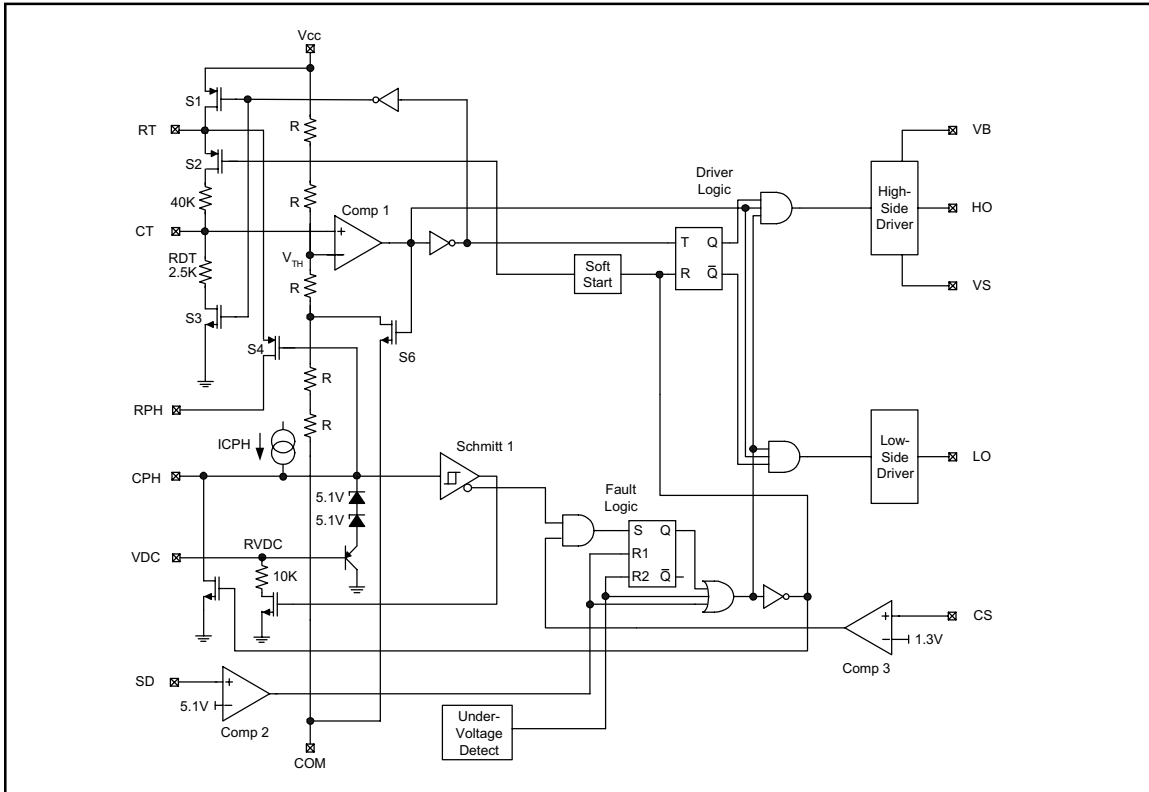 Vcc
S1
RT
R
VB
S2
Driver
Logic
High-
Side
Driver
HO
40K
R
Comp 1
CT
+
T Q
RDT
2.5K
VTH
−
Soft
Start
R Q̅
R
VS
S3
S4
S6
R
RPH
ICPH
R
Schmitt 1
Low-
Side
Driver
LO
CPH
5.1V
Fault
Logic
5.1V
S Q
RVDC
VDC
R1
10K
R2 Q̅
+
CS
−
1.3V
Comp 3
SD
+
5.1V
−
Under-
Voltage
Detect
Comp 2
COM